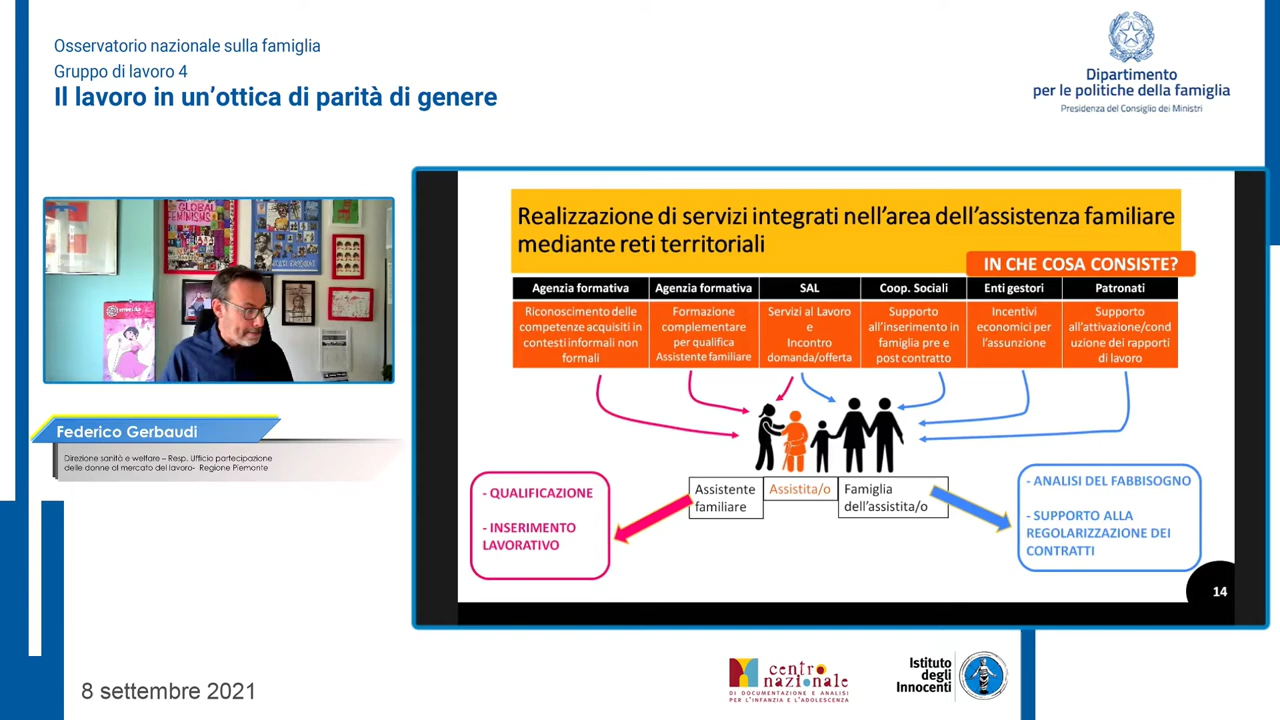 Osservatorio nazionale sulla famiglia
Gruppo di lavoro 4
Il lavoro in un'ottica di parità di genere
Dipartimento
per le politiche della famiglia
Presidenza del Consiglio dei Ministri
GLOBAL
FEMINISMS
Federico Gerbaudi
Direzione sanità e welfare – Resp. Ufficio partecipazione
delle donne al mercato del lavoro- Regione Piemonte
Realizzazione di servizi integrati nell'area dell'assistenza familiare
mediante reti territoriali
IN CHE COSA CONSISTE?
Agenzia formativa
Riconoscimento delle
competenze acquisiti in
contesti informali non
formali
Agenzia formativa
Formazione
complementare
per qualifica
Assistente familiare
SAL
Servizi al Lavoro
e
Incontro
domanda/offerta
Coop. Sociali
Supporto
all'inserimento in
famiglia pre e
post contratto
Enti gestori
Incentivi
economici per
l'assunzione
Patronati
Supporto
all'attivazione/cond
uzione dei rapporti
di lavoro
- QUALIFICAZIONE
- INSERIMENTO
LAVORATIVO
Assistente
familiare
Assistita/o
Famiglia
dell'assistita/o
- ANALISI DEL FABBISOGNO
- SUPPORTO ALLA
REGOLARIZZAZIONE DEI
CONTRATTI
14
8 settembre 2021
centro
nazionale
DI DOCUMENTAZIONE E ANALISI
PER L'INFANZIA E L'ADOLESCENZA
Istituto
degli
Innocenti